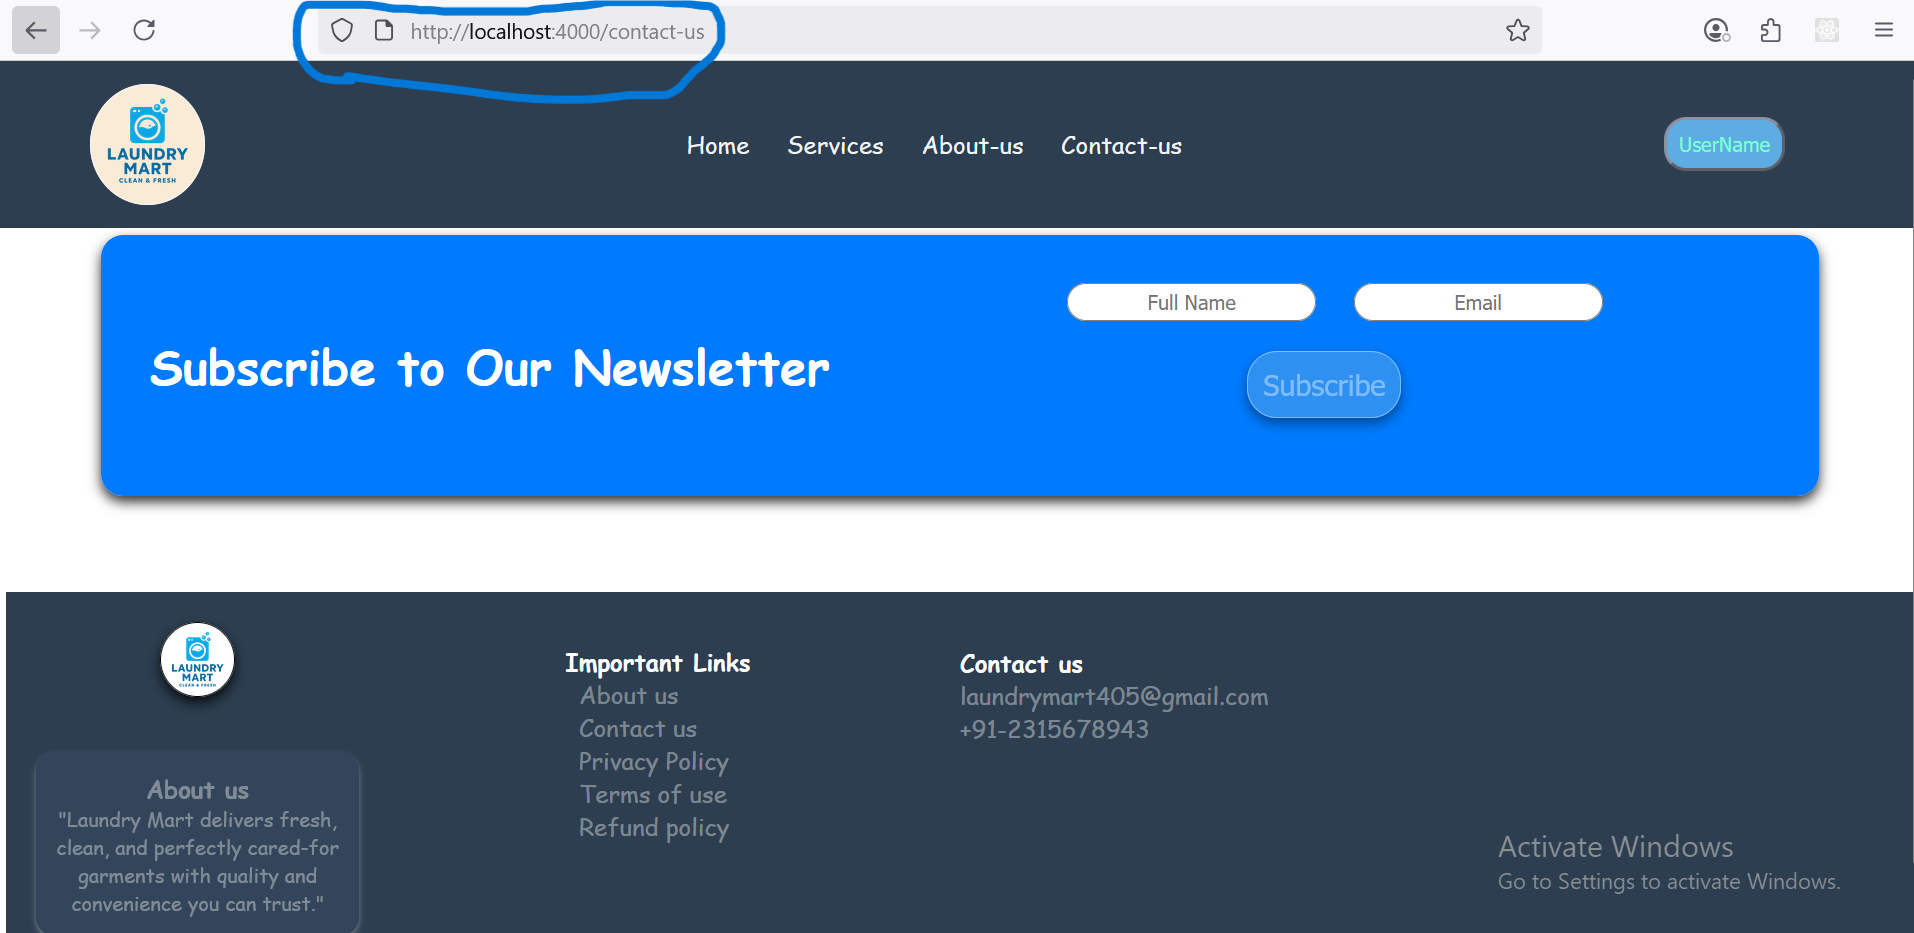 http://localhost:4000/contact-us
LAUNDRY
MART
CLEAN & FRESH
Home Services About-us Contact-us
UserName
Subscribe to Our Newsletter
Full Name
Email
Subscribe
LAUNDRY
MART
CLEAN & FRESH
About us
"Laundry Mart delivers fresh,
clean, and perfectly cared-for
garments with quality and
convenience you can trust."
Important Links
About us
Contact us
Privacy Policy
Terms of use
Refund policy
Contact us
laundrymart405@gmail.com
+91-2315678943
Activate Windows
Go to Settings to activate Windows.